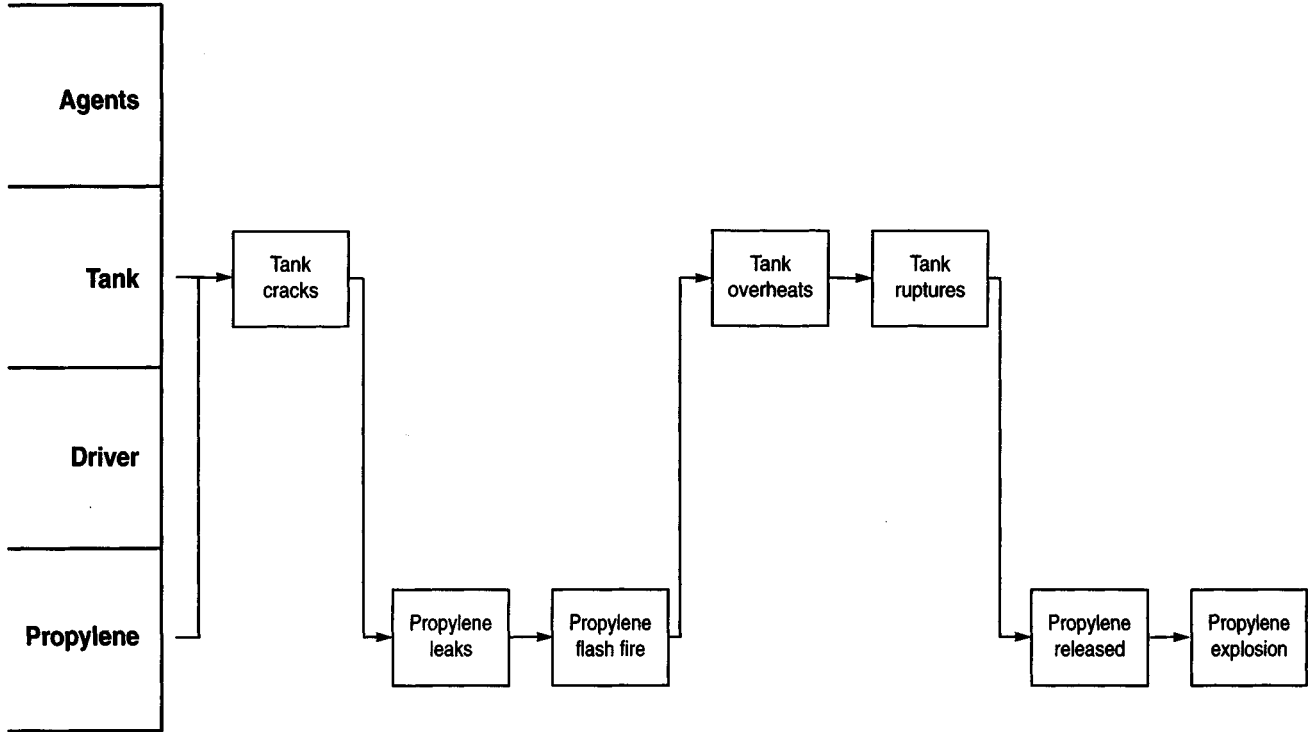 Agents
Tank
Tank
cracks
Tank
overheats
Tank
ruptures
Driver
Propylene
Propylene
leaks
Propylene
flash fire
Propylene
released
Propylene
explosion